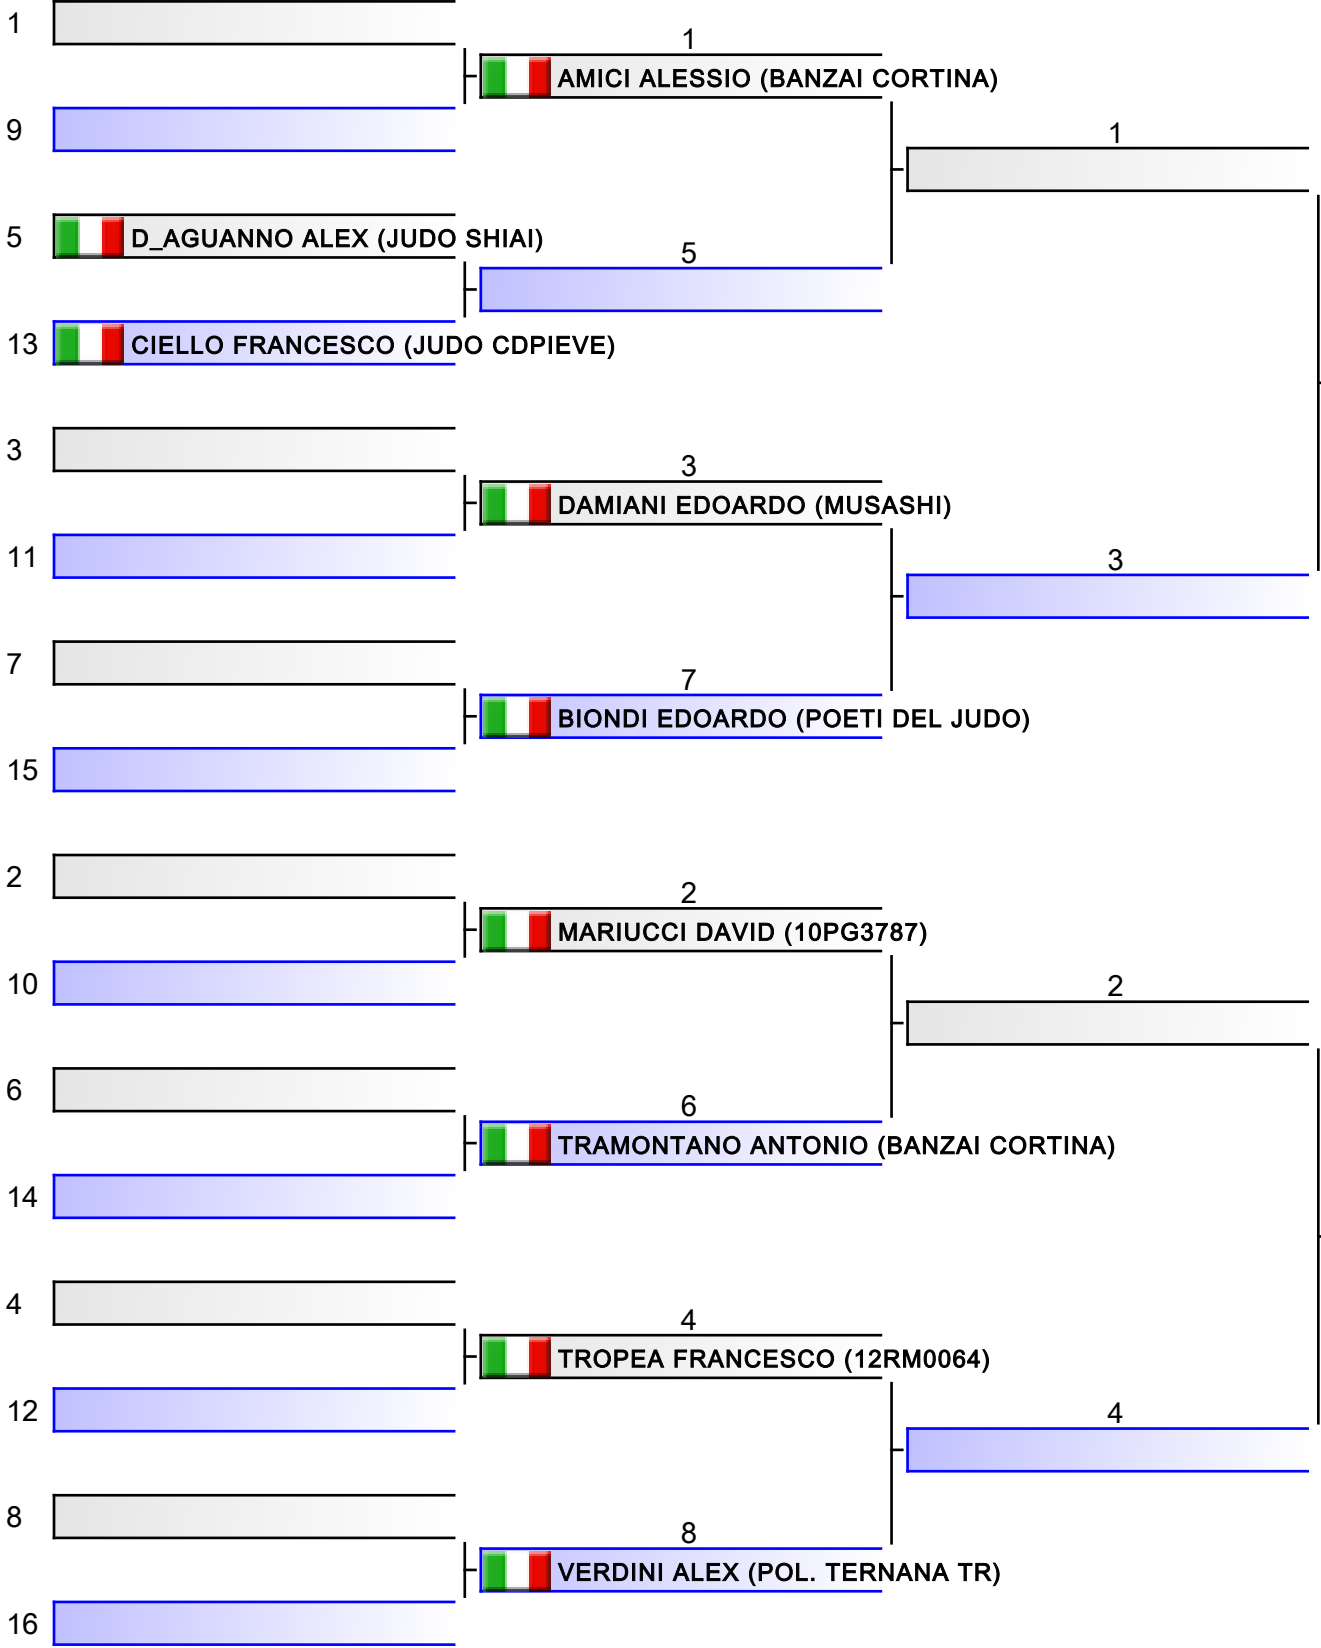 1
1
AMICI ALESSIO (BANZAI CORTINA)
9
1
5 D_AGUANNO ALEX (JUDO SHIAI)
5
13 CIELLO FRANCESCO (JUDO CDPIEVE)
3
3
DAMIANI EDOARDO (MUSASHI)
11
3
7
7
BIONDI EDOARDO (POETI DEL JUDO)
15
2
2
MARIUCCI DAVID (10PG3787)
10
2
6
6
TRAMONTANO ANTONIO (BANZAI CORTINA)
14
4
4
TROPEA FRANCESCO (12RM0064)
12
4
8
8
VERDINI ALEX (POL. TERNANA TR)
16